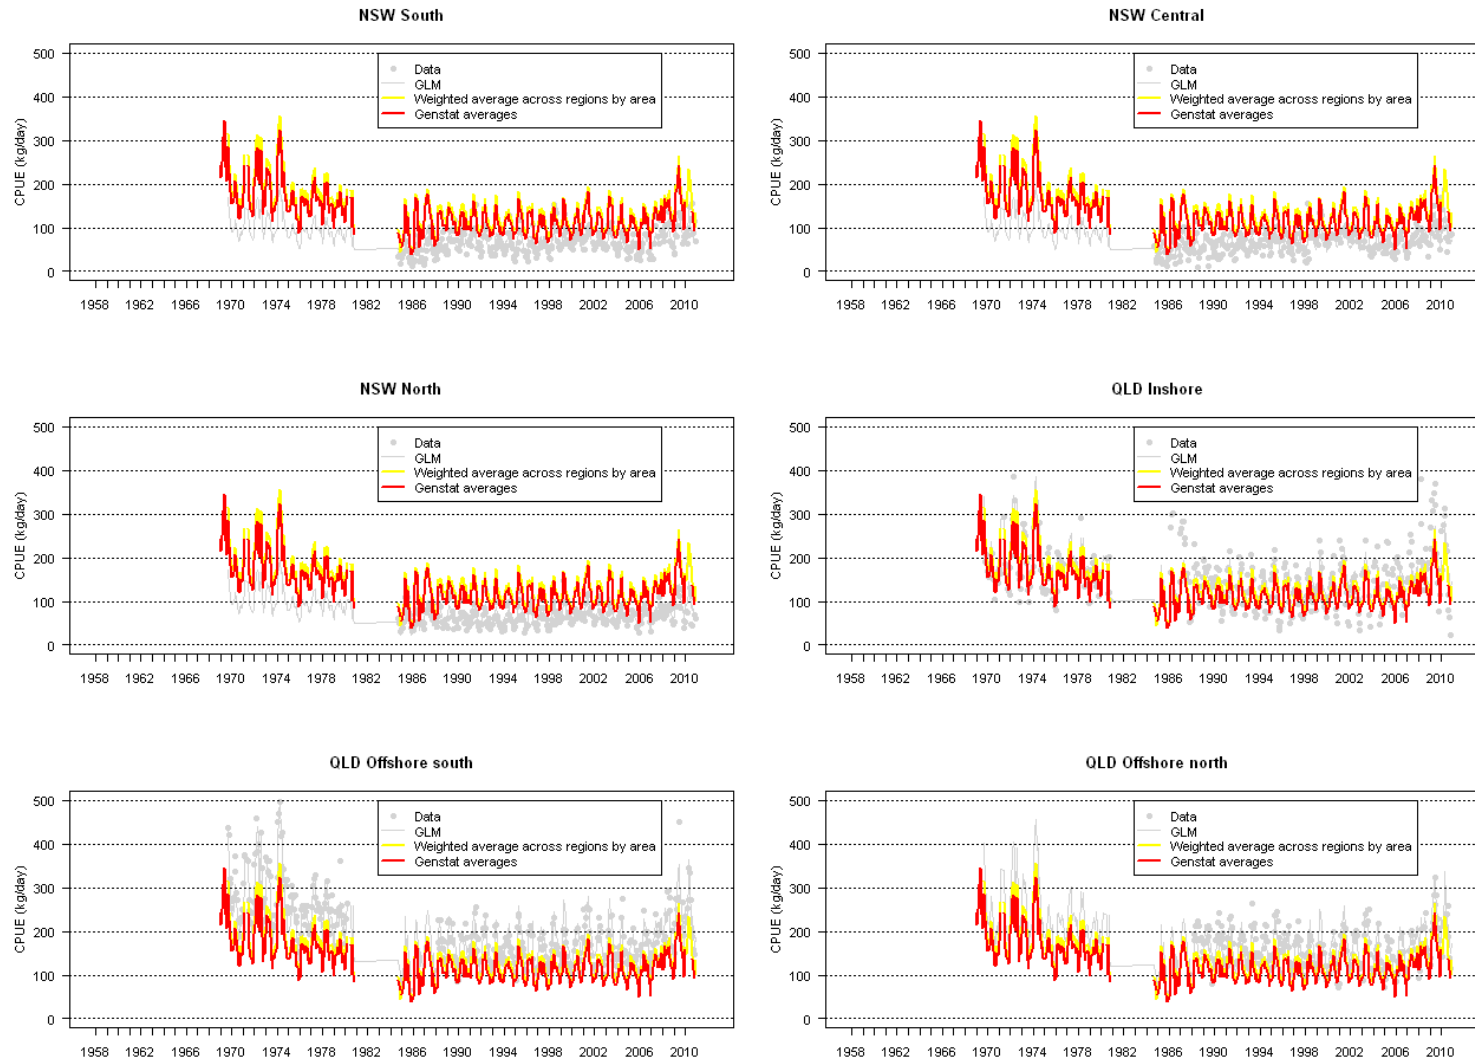 NSW South
CPUE (kg/day)
500
400
300
200
100
0
Data
GLM
Weighted average across regions by area
Genstat averages
1958 1962 1966 1970 1974 1978 1982 1986 1990 1994 1998 2002 2006 2010
NSW Central
CPUE (kg/day)
500
400
300
200
100
0
Data
GLM
Weighted average across regions by area
Genstat averages
1958 1962 1966 1970 1974 1978 1982 1986 1990 1994 1998 2002 2006 2010
NSW North
CPUE (kg/day)
500
400
300
200
100
0
Data
GLM
Weighted average across regions by area
Genstat averages
1958 1962 1966 1970 1974 1978 1982 1986 1990 1994 1998 2002 2006 2010
QLD Inshore
CPUE (kg/day)
500
400
300
200
100
0
Data
GLM
Weighted average across regions by area
Genstat averages
1958 1962 1966 1970 1974 1978 1982 1986 1990 1994 1998 2002 2006 2010
QLD Offshore south
CPUE (kg/day)
500
400
300
200
100
0
Data
GLM
Weighted average across regions by area
Genstat averages
1958 1962 1966 1970 1974 1978 1982 1986 1990 1994 1998 2002 2006 2010
QLD Offshore north
CPUE (kg/day)
500
400
300
200
100
0
Data
GLM
Weighted average across regions by area
Genstat averages
1958 1962 1966 1970 1974 1978 1982 1986 1990 1994 1998 2002 2006 2010